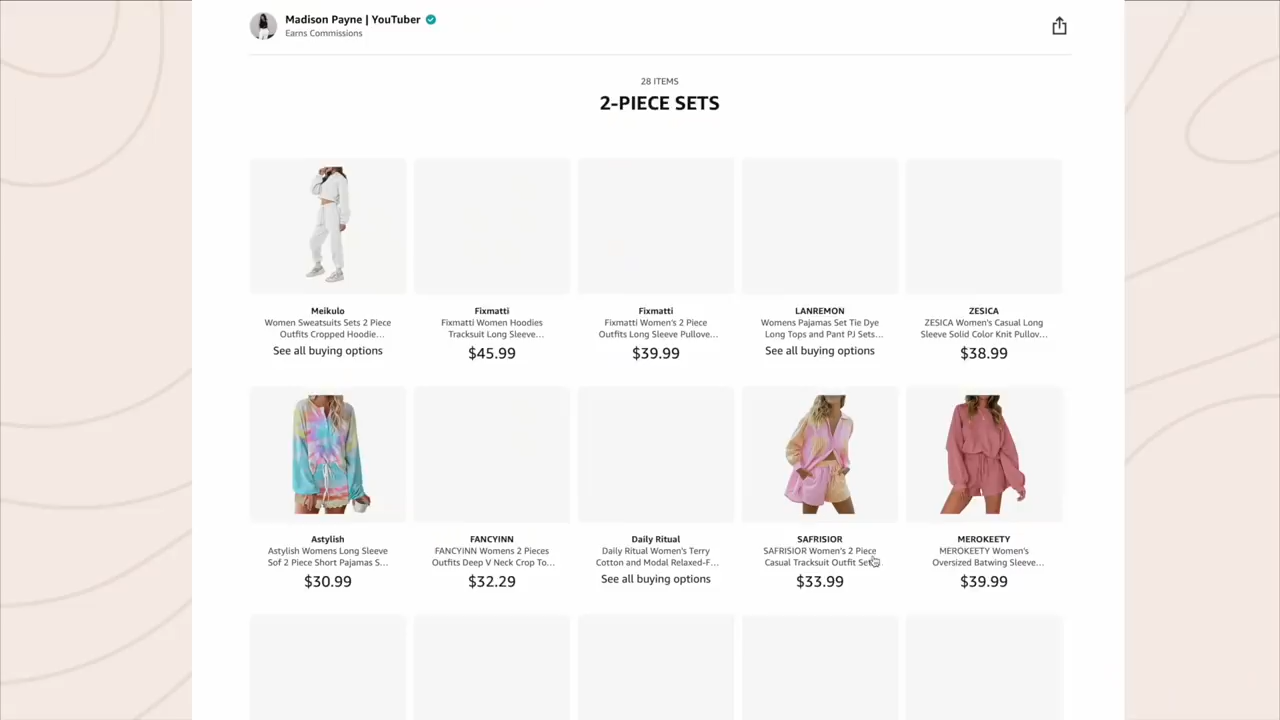 Madison Payne | YouTuber
Earns Commissions
28 ITEMS
2-PIECE SETS
Meikulo
Women Sweatsuits Sets 2 Piece
Outfits Cropped Hoodie...
See all buying options
Fixmatti
Fixmatti Women Hoodies
Tracksuit Long Sleeve...
$45.99
Fixmatti
Fixmatti Women's 2 Piece
Outfits Long Sleeve Pullove...
$39.99
LANREMON
Womens Pajamas Set Tie Dye
Long Tops and Pant PJ Sets...
See all buying options
ZESICA
ZESICA Women's Casual Long
Sleeve Solid Color Knit Pullov...
$38.99
Astylish
Astylish Womens Long Sleeve
Sof 2 Piece Short Pajamas S...
$30.99
FANCYINN
FANCYINN Womens 2 Pieces
Outfits Deep V Neck Crop To...
$32.29
Daily Ritual
Daily Ritual Women's Terry
Cotton and Modal Relaxed-F...
See all buying options
SAFRISIOR
SAFRISIOR Women's 2 Piece
Casual Tracksuit Outfit Set...
$33.99
MEROKEETY
MEROKEETY Women's
Oversized Batwing Sleeve...
$39.99